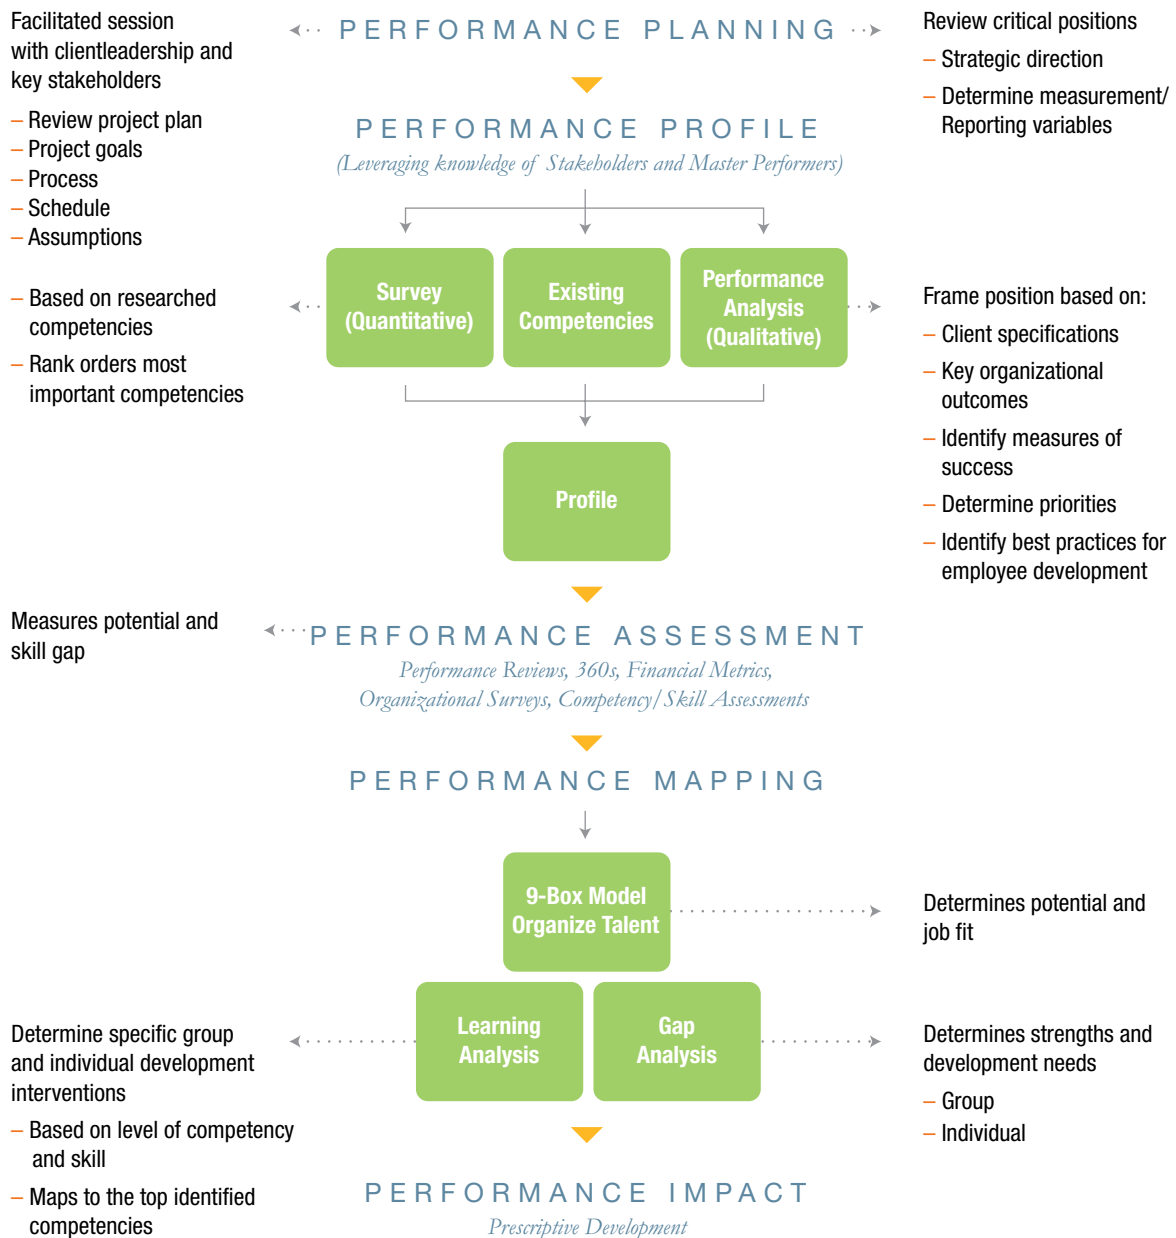 Facilitated session
with clientleadership and
key stakeholders
– Review project plan
– Project goals
– Process
– Schedule
– Assumptions
PERFORMANCE PLANNING
Review critical positions
– Strategic direction
– Determine measurement/
Reporting variables
PERFORMANCE PROFILE
(Leveraging knowledge of Stakeholders and Master Performers)
– Based on researched
competencies
– Rank orders most
important competencies
Survey
(Quantitative)
Existing
Competencies
Performance
Analysis
(Qualitative)
Frame position based on:
– Client specifications
– Key organizational
outcomes
– Identify measures of
success
– Determine priorities
– Identify best practices for
employee development
Profile
Measures potential and
skill gap
PERFORMANCE ASSESSMENT
Performance Reviews, 360s, Financial Metrics,
Organizational Surveys, Competency/Skill Assessments
PERFORMANCE MAPPING
9-Box Model
Organize Talent
Determines potential and
job fit
Determine specific group
and individual development
interventions
– Based on level of competency
and skill
– Maps to the top identified
competencies
Learning
Analysis
Gap
Analysis
Determines strengths and
development needs
– Group
– Individual
PERFORMANCE IMPACT
Prescriptive Development